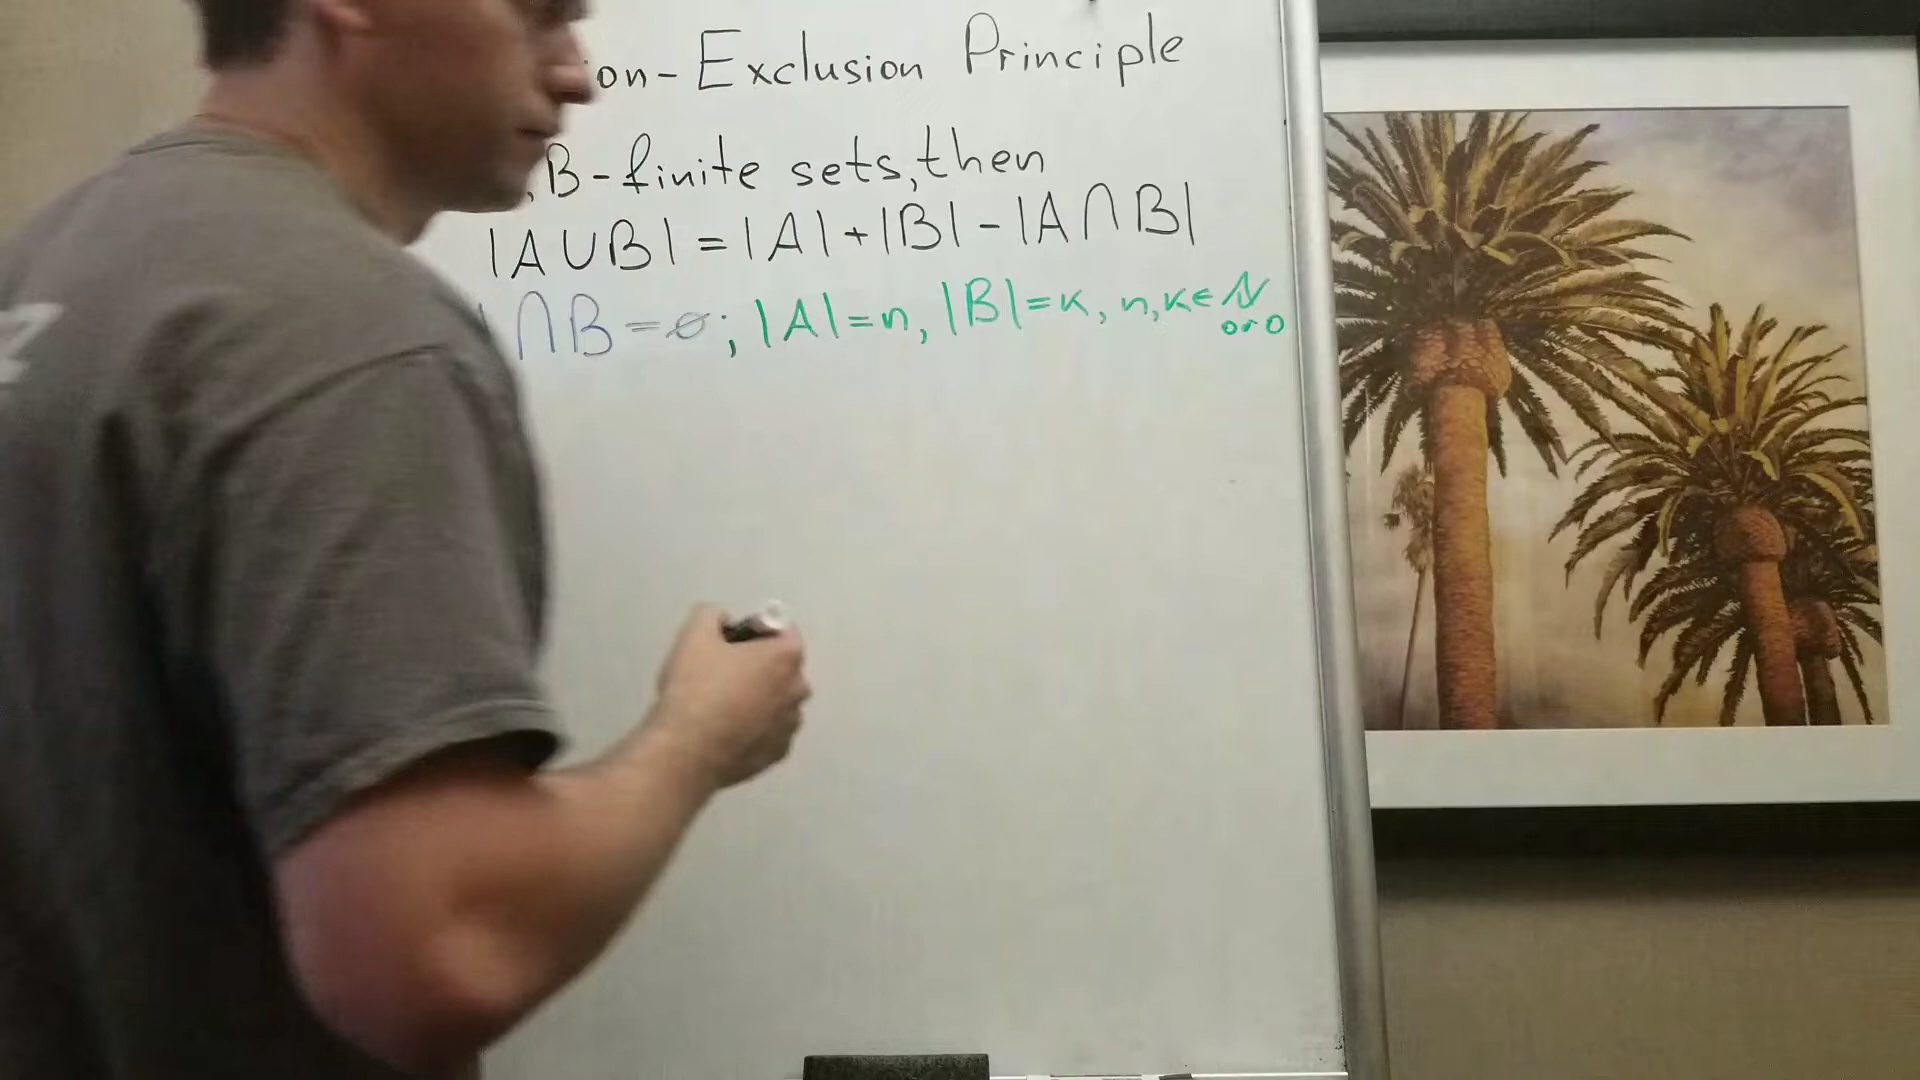 on - Exclusion Principle
, B - finite sets, then
|A ∪ B| = |A| + |B| - |A ∩ B|
∩ B = ∅; |A| = n, |B| = k, n, k ∈ ℕ
or 0